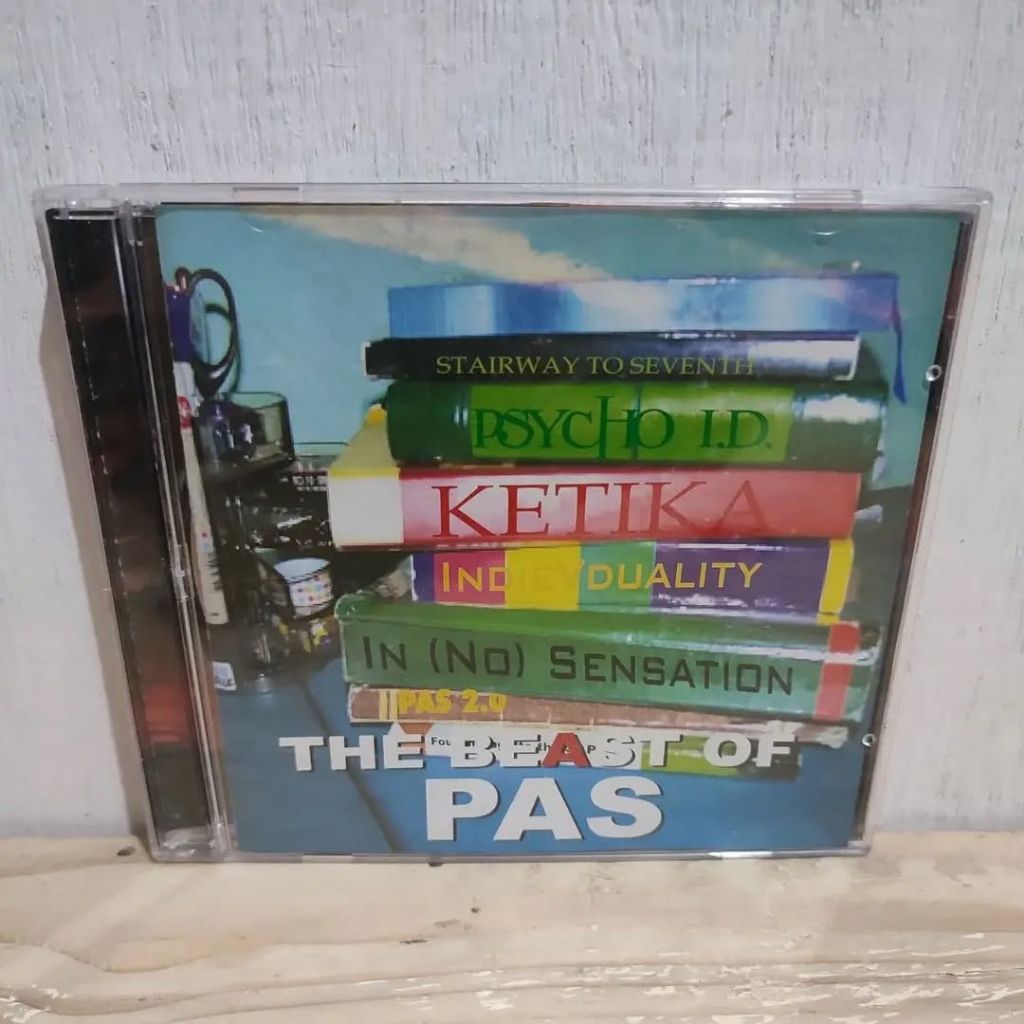 STAIRWAY TO SEVENTH
PSYCHO I.D.
KETIKA
INDIEVDUALITY
IN (NO) SENSATION
PAS 2.0
THE BEAST OF
PAS